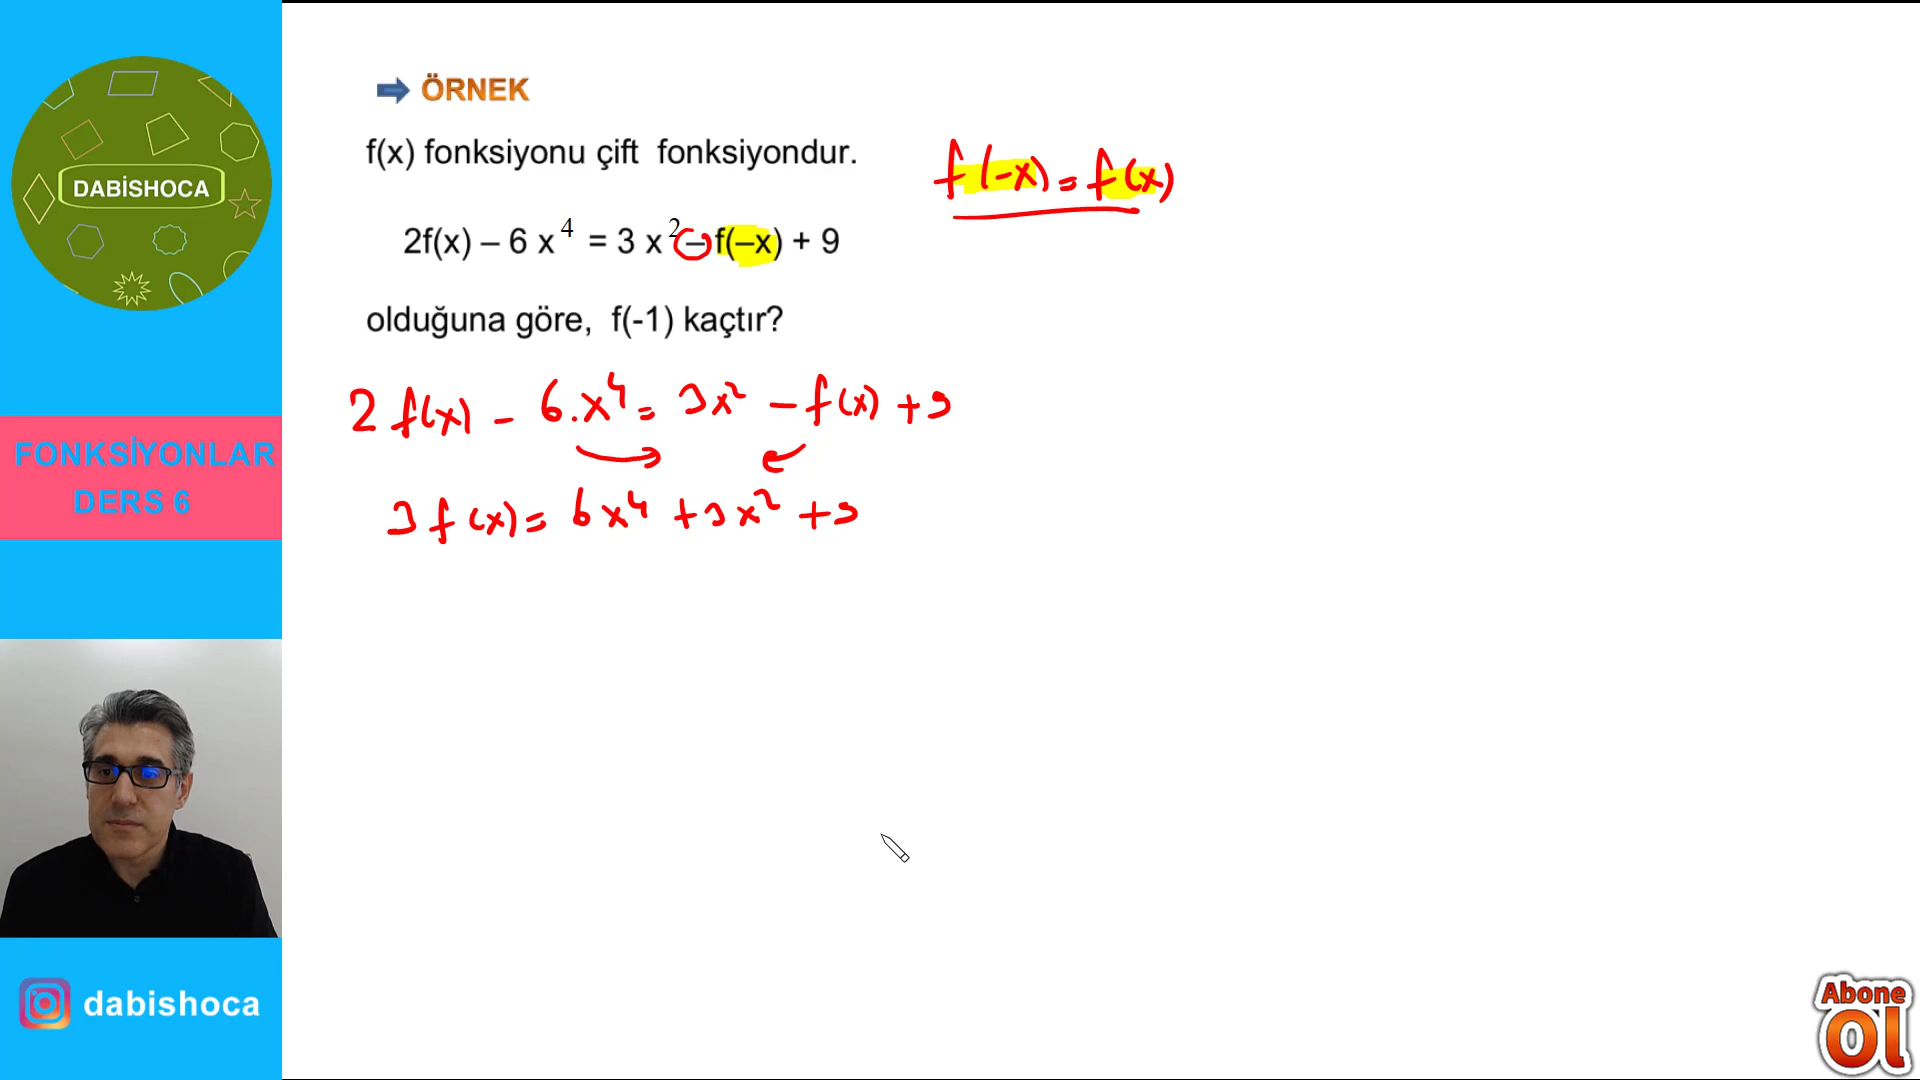 DABİSHOCA
FONKSİYONLAR
DERS 6
dabishoca
ÖRNEK
f(x) fonksiyonu çift fonksiyondur.
f(-x) = f(x)
2f(x) – 6 x⁴ = 3 x² – f(–x) + 9
olduğuna göre, f(-1) kaçtır?
2 f(x) - 6.x⁴ = 3x² - f(x) + 9
3 f(x) = 6x⁴ + 3x² + 9
Abone
Ol